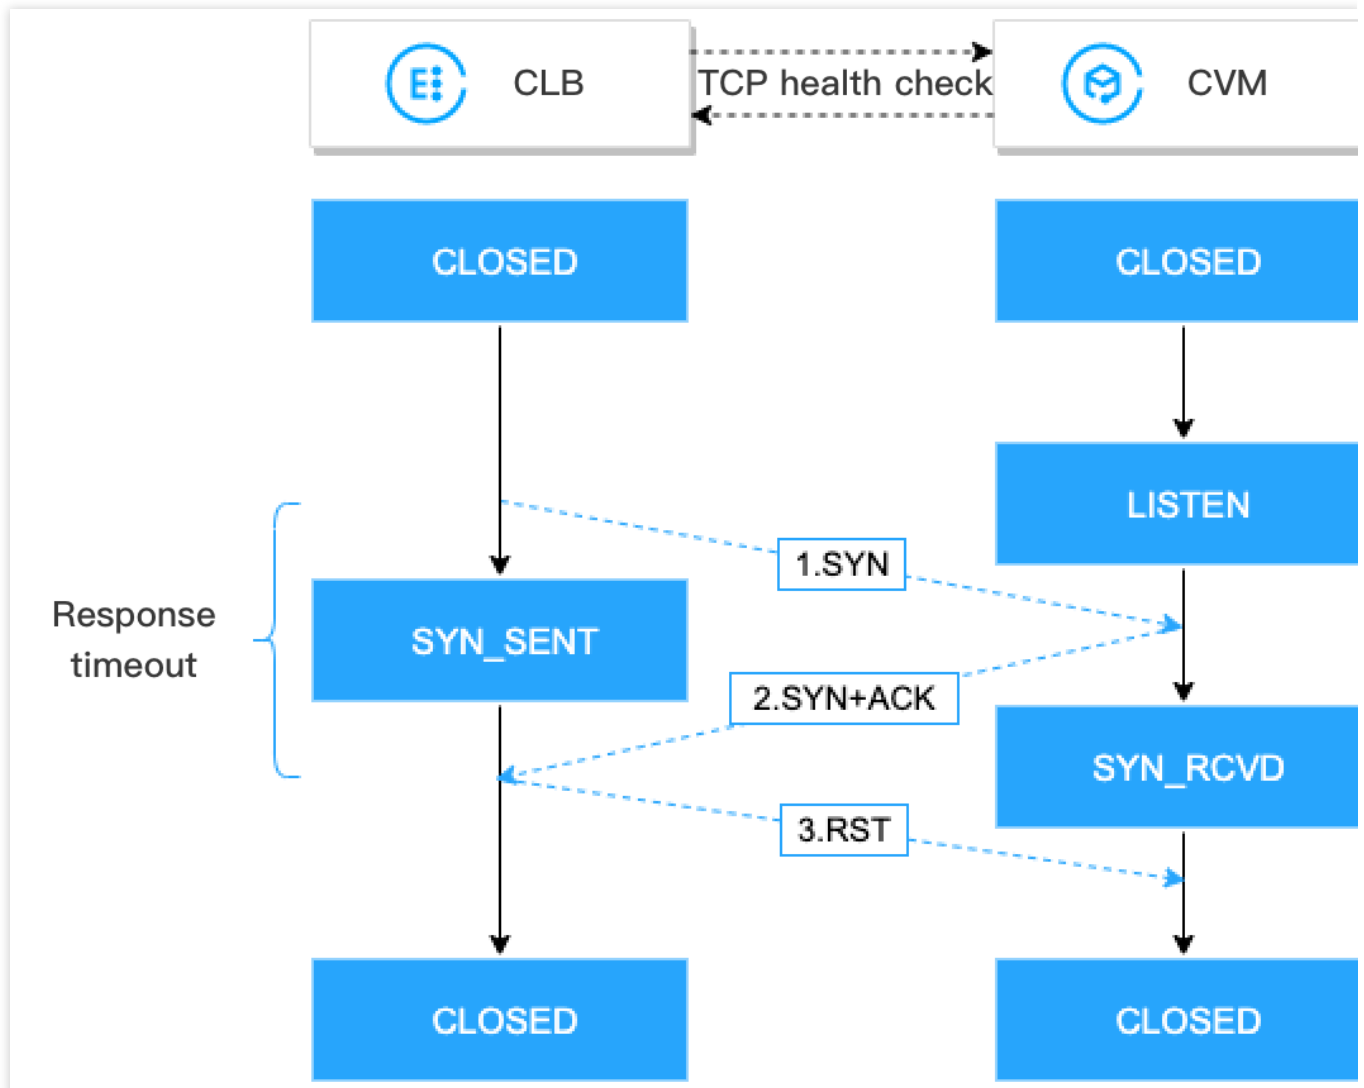 CLB
TCP health check
CVM
CLOSED
CLOSED
LISTEN
1.SYN
Response
timeout
SYN_SENT
2.SYN+ACK
SYN_RCVD
3.RST
CLOSED
CLOSED